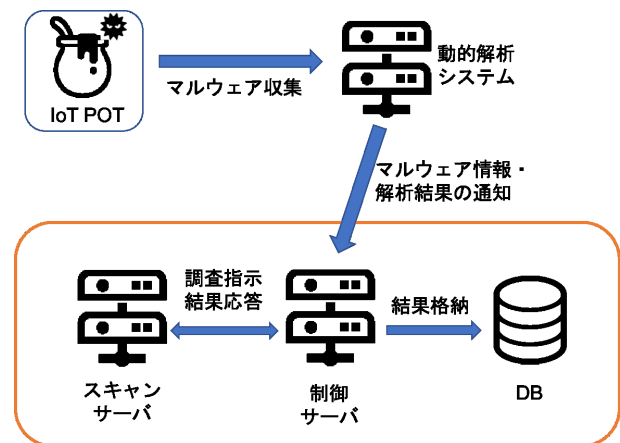 IoT POT
マルウェア収集
動的解析
システム
マルウェア情報・
解析結果の通知
調査指示
結果応答
結果格納
スキャン
サーバ
制御
サーバ
DB